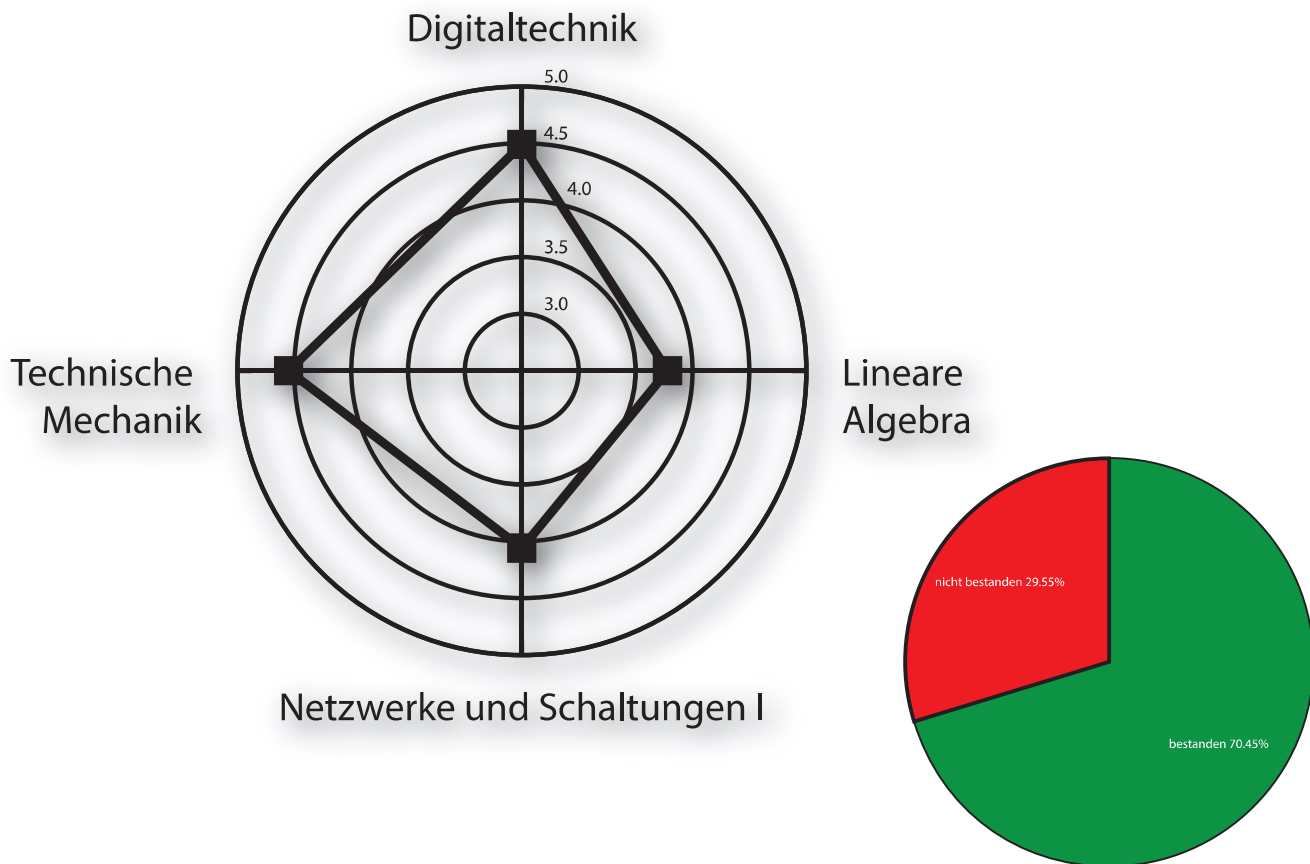 Digitaltechnik
5.0
4.5
4.0
3.5
3.0
Technische
Mechanik
Lineare
Algebra
Netzwerke und Schaltungen I
nicht bestanden 29.55%
bestanden 70.45%